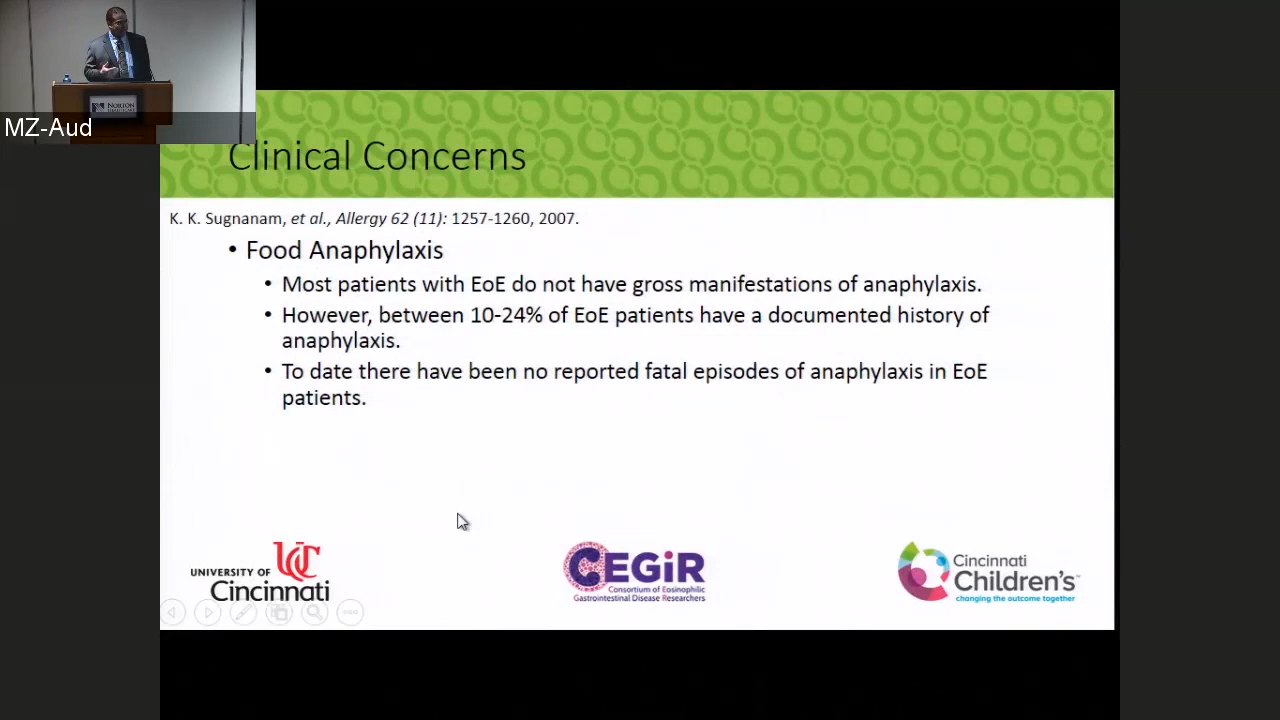 NORTON
MZ-Aud
Clinical Concerns
K. K. Sugnanam, et al., Allergy 62 (11): 1257-1260, 2007.
• Food Anaphylaxis
• Most patients with EoE do not have gross manifestations of anaphylaxis.
• However, between 10-24% of EoE patients have a documented history of
anaphylaxis.
• To date there have been no reported fatal episodes of anaphylaxis in EoE
patients.
UC
UNIVERSITY OF
Cincinnati
CEGiR
Consortium of Eosinophilic
Gastrointestinal Disease Researchers
Cincinnati
Children's™
changing the outcome together